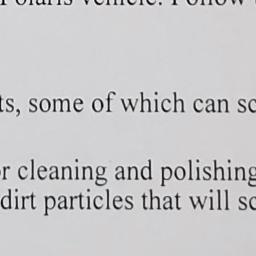 Polaris vehicle. Follow
ts, some of which can sc
r cleaning and polishing
dirt particles that will sc